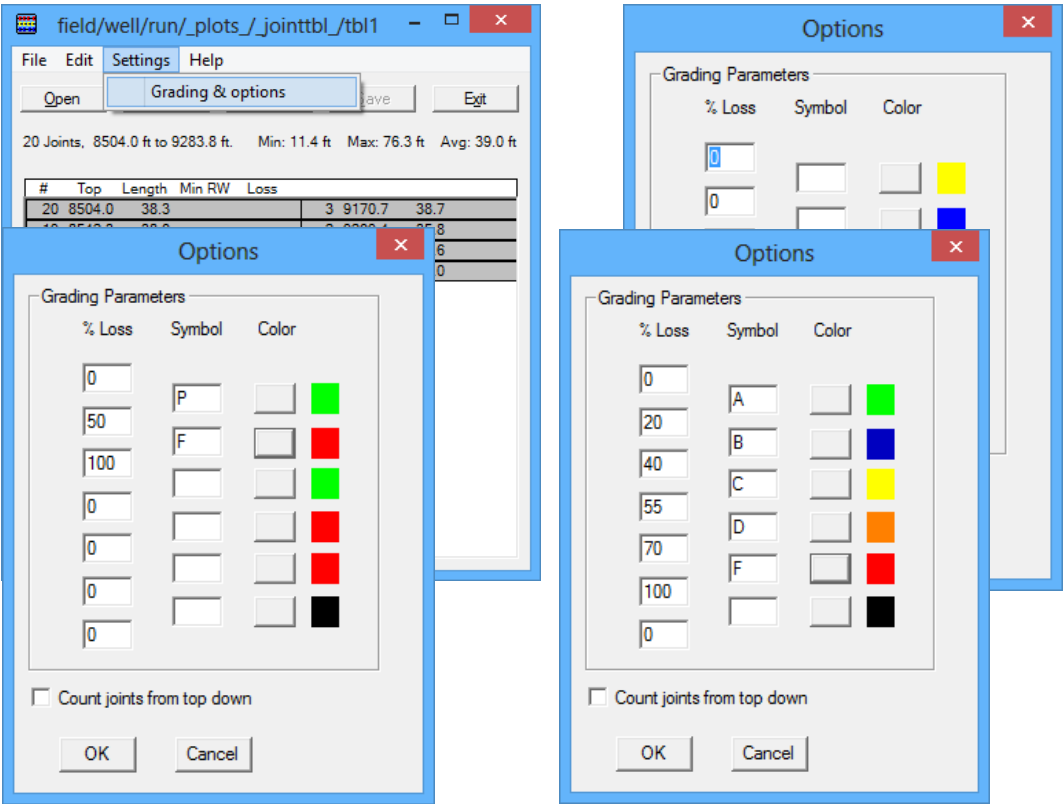 field/well/run/_plots_/_jointtbl_/tbl1
File Edit Settings Help
Grading & options
Open Exit
20 Joints, 8504.0 ft to 9283.8 ft. Min: 11.4 ft Max: 76.3 ft Avg: 39.0 ft
# Top Length Min RW Loss
20 8504.0 38.3 3 9170.7 38.7
Options
Grading Parameters
% Loss Symbol Color
0
0
Options
Grading Parameters
% Loss Symbol Color
0
P
50
F
100
0
0
0
0
Count joints from top down
OK Cancel
Options
Grading Parameters
% Loss Symbol Color
0
A
20
B
40
C
55
D
70
F
100
0
Count joints from top down
OK Cancel